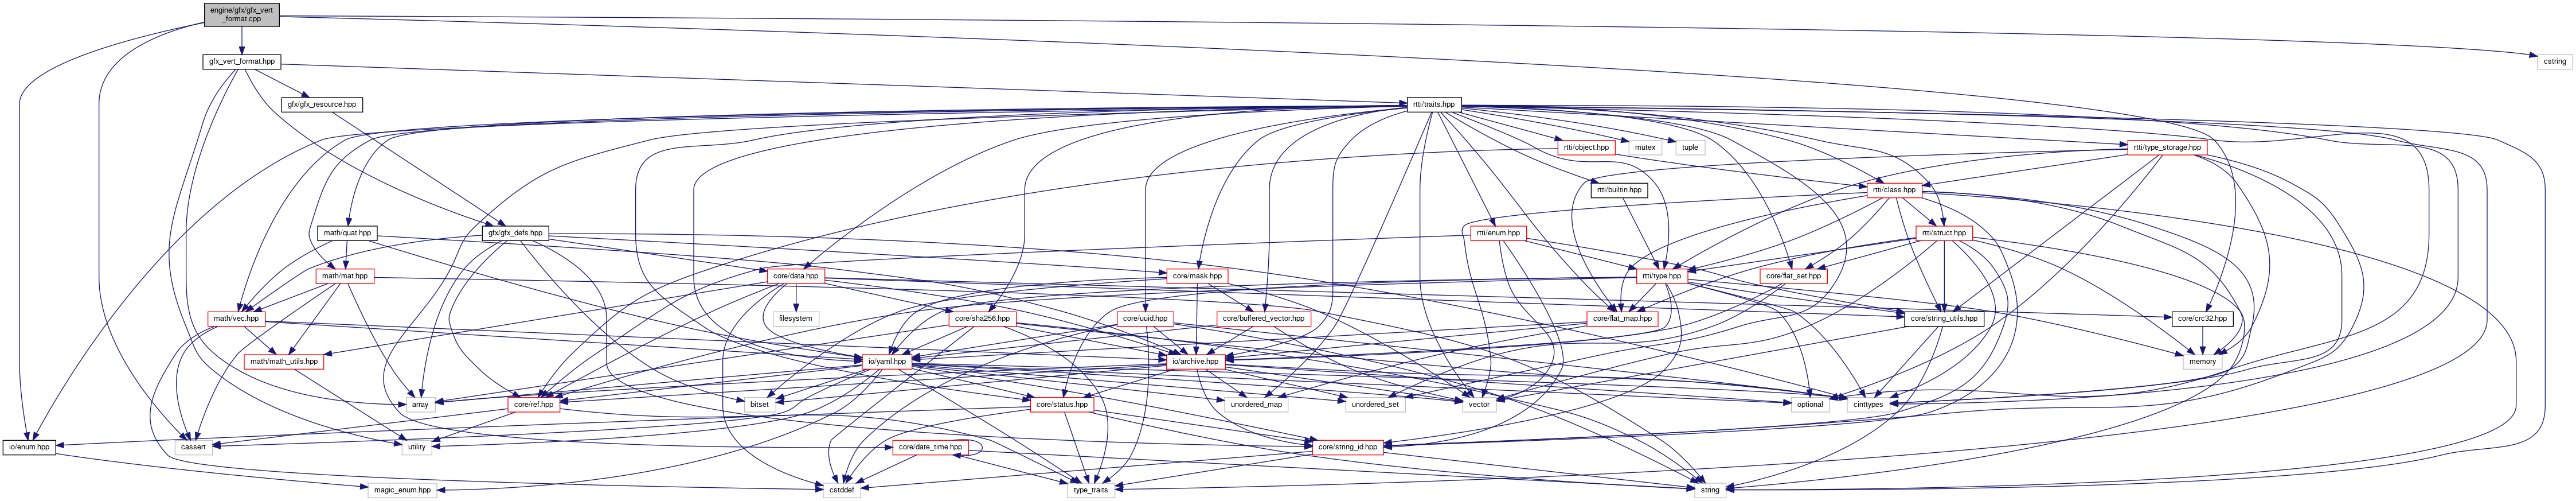 engine/gfx/gfx_vert
_format.cpp
gfx_vert_format.hpp
cstring
gfx/gfx_resource.hpp
rtti/traits.hpp
rtti/object.hpp
mutex
tuple
rtti/type_storage.hpp
rtti/builtin.hpp
rtti/class.hpp
math/quat.hpp
gfx/gfx_defs.hpp
rtti/enum.hpp
rtti/struct.hpp
math/mat.hpp
core/data.hpp
core/mask.hpp
rtti/type.hpp
core/flat_set.hpp
math/vec.hpp
filesystem
core/sha256.hpp
core/uuid.hpp
core/buffered_vector.hpp
core/flat_map.hpp
core/string_utils.hpp
core/crc32.hpp
math/math_utils.hpp
io/yaml.hpp
io/archive.hpp
memory
array
core/ref.hpp
bitset
core/status.hpp
unordered_map
unordered_set
vector
optional
cinttypes
io/enum.hpp
cassert
utility
core/date_time.hpp
core/string_id.hpp
magic_enum.hpp
cstddef
type_traits
string